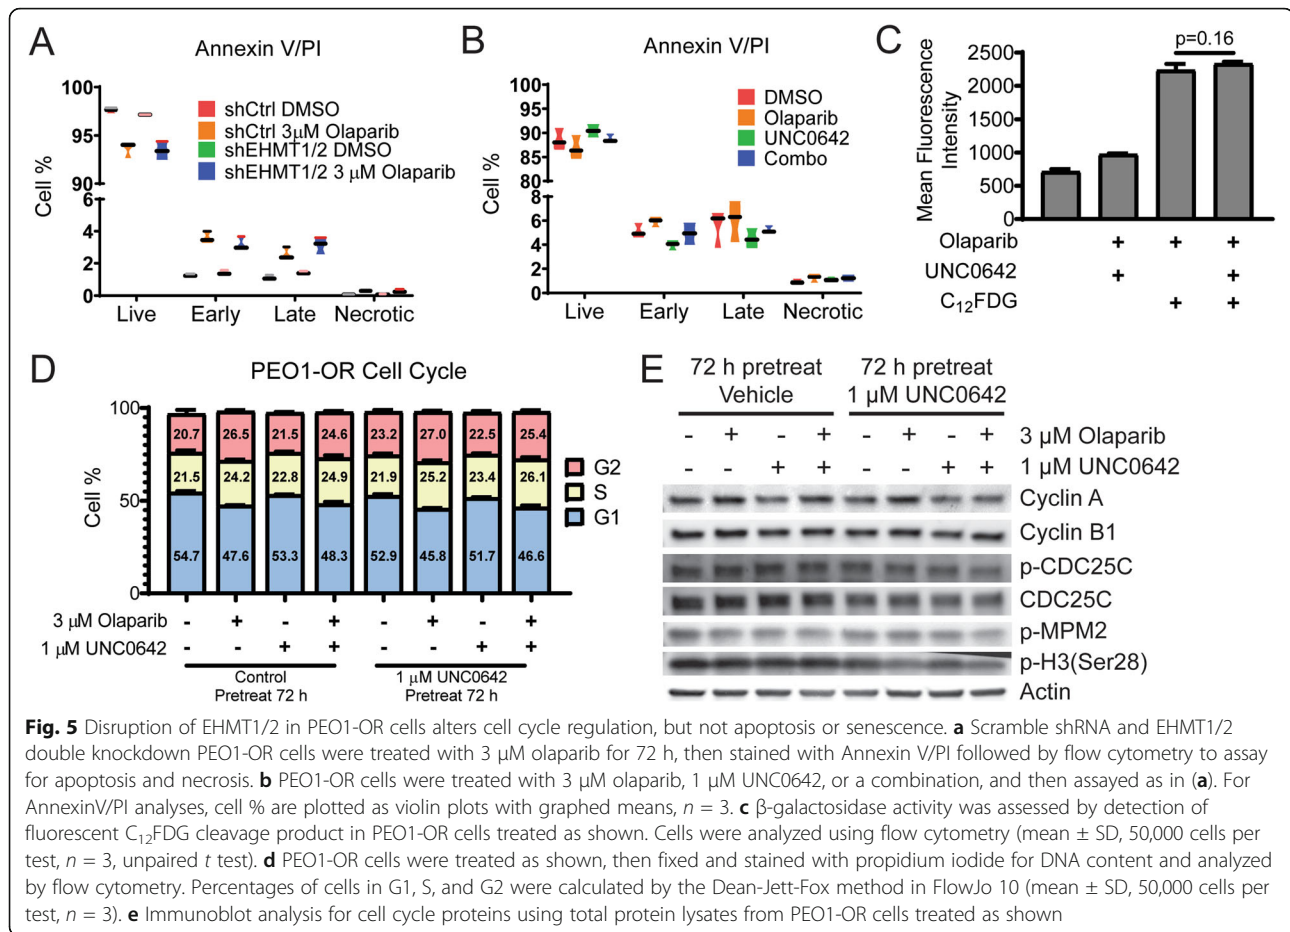 A
Annexin V/PI
Cell %
100
95
90
6
4
2
0
shCtrl DMSO
shCtrl 3μM Olaparib
shEHMT1/2 DMSO
shEHMT1/2 3 μM Olaparib
Live Early Late Necrotic
B
Annexin V/PI
Cell %
100
95
90
85
80
8
6
4
2
0
DMSO
Olaparib
UNC0642
Combo
Live Early Late Necrotic
C
Mean Fluorescence
Intensity
2500
2000
1500
1000
500
0
p=0.16
Olaparib + + +
UNC0642 + +
C₁₂FDG + +
D
PEO1-OR Cell Cycle
Cell %
100
50
0
20.7 26.5 21.5 24.6 23.2 27.0 22.5 25.4
21.5 24.2 22.8 24.9 21.9 25.2 23.4 26.1
54.7 47.6 53.3 48.3 52.9 45.8 51.7 46.6
G2
S
G1
3 μM Olaparib - + - + - + - +
1 μM UNC0642 - - + + - - + +
Control
Pretreat 72 h
1 μM UNC0642
Pretreat 72 h
E
72 h pretreat
Vehicle
72 h pretreat
1 μM UNC0642
- + - + - + - + 3 μM Olaparib
- - + + - - + + 1 μM UNC0642
Cyclin A
Cyclin B1
p-CDC25C
CDC25C
p-MPM2
p-H3(Ser28)
Actin
Fig. 5 Disruption of EHMT1/2 in PEO1-OR cells alters cell cycle regulation, but not apoptosis or senescence. a Scramble shRNA and EHMT1/2
double knockdown PEO1-OR cells were treated with 3 μM olaparib for 72 h, then stained with Annexin V/PI followed by flow cytometry to assay
for apoptosis and necrosis. b PEO1-OR cells were treated with 3 μM olaparib, 1 μM UNC0642, or a combination, and then assayed as in (a). For
AnnexinV/PI analyses, cell % are plotted as violin plots with graphed means, n = 3. c β-galactosidase activity was assessed by detection of
fluorescent C₁₂FDG cleavage product in PEO1-OR cells treated as shown. Cells were analyzed using flow cytometry (mean ± SD, 50,000 cells per
test, n = 3, unpaired t test). d PEO1-OR cells were treated as shown, then fixed and stained with propidium iodide for DNA content and analyzed
by flow cytometry. Percentages of cells in G1, S, and G2 were calculated by the Dean-Jett-Fox method in FlowJo 10 (mean ± SD, 50,000 cells per
test, n = 3). e Immunoblot analysis for cell cycle proteins using total protein lysates from PEO1-OR cells treated as shown